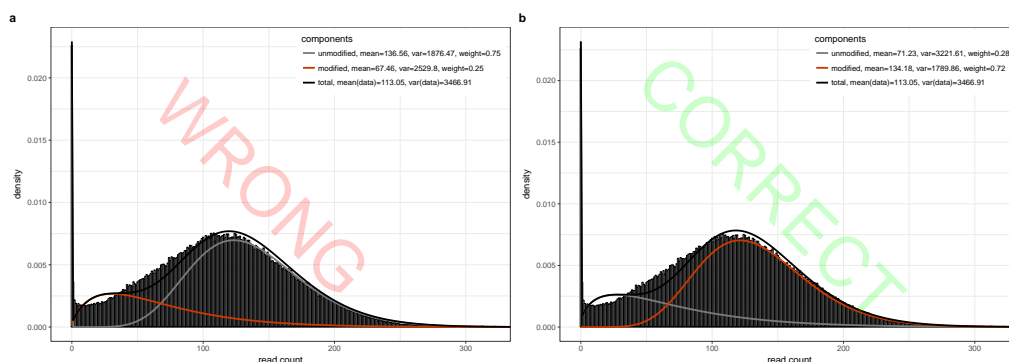 a
components
unmodified, mean=136.56, var=1876.47, weight=0.75
modified, mean=67.46, var=2529.8, weight=0.25
total, mean(data)=113.05, var(data)=3466.91
WRONG
density
0.020
0.015
0.010
0.005
0.000
0
100
200
300
read count
b
components
unmodified, mean=71.23, var=3221.61, weight=0.28
modified, mean=134.18, var=1789.86, weight=0.72
total, mean(data)=113.05, var(data)=3466.91
CORRECT
density
0.020
0.015
0.010
0.005
0.000
0
100
200
300
read count